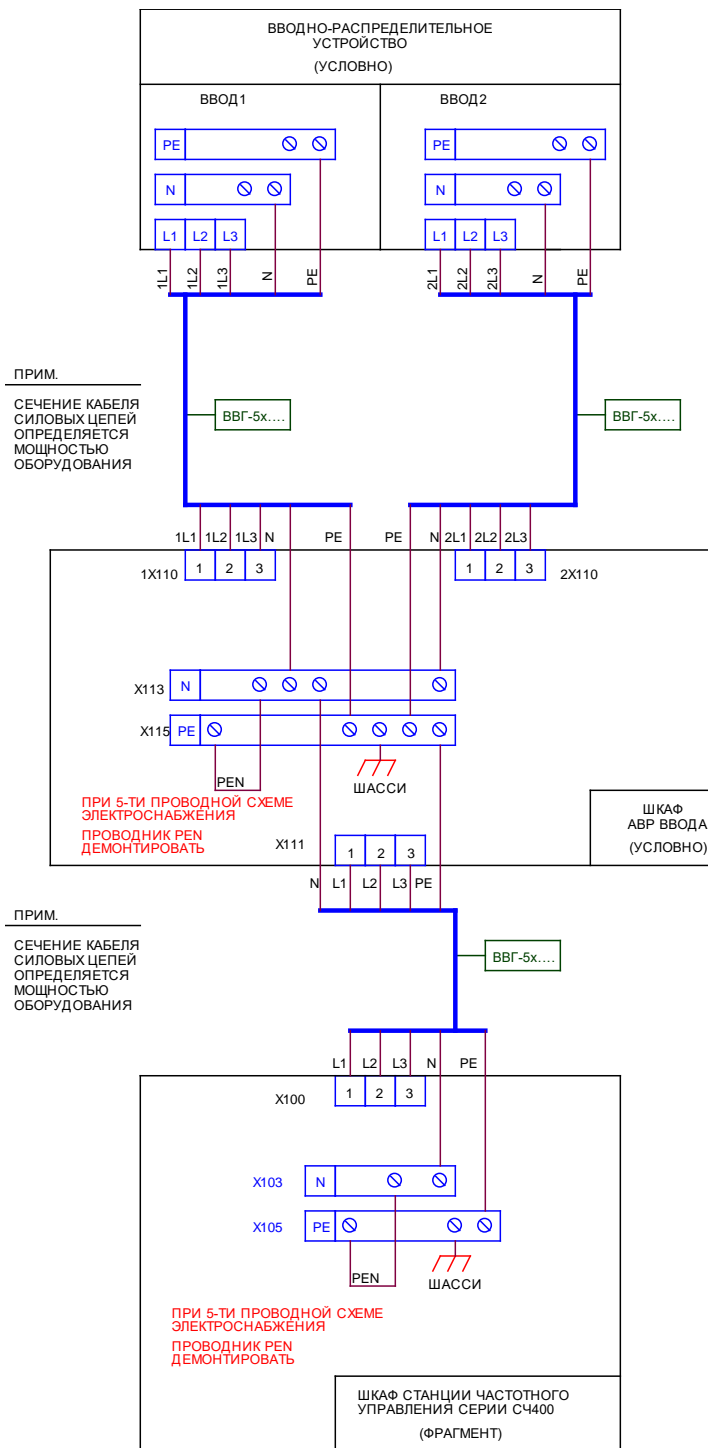 ВВОДНО-РАСПРЕДЕЛИТЕЛЬНОЕ
УСТРОЙСТВО
(УСЛОВНО)
ВВОД1
ВВОД2
PE
PE
N
N
L1 L2 L3
L1 L2 L3
1L1 1L2 1L3 N PE
2L1 2L2 2L3 N PE
ПРИМ.
СЕЧЕНИЕ КАБЕЛЯ
СИЛОВЫХ ЦЕПЕЙ
ОПРЕДЕЛЯЕТСЯ
МОЩНОСТЬЮ
ОБОРУДОВАНИЯ
ВВГ-5х....
ВВГ-5х....
1L1 1L2 1L3 N PE PE N 2L1 2L2 2L3
1X110 1 2 3
1 2 3 2X110
X113 N
X115 PE
PEN
ШАССИ
ПРИ 5-ТИ ПРОВОДНОЙ СХЕМЕ
ЭЛЕКТРОСНАБЖЕНИЯ
ПРОВОДНИК PEN
ДЕМОНТИРОВАТЬ
X111 1 2 3
ШКАФ
АВР ВВОДА
(УСЛОВНО)
N L1 L2 L3 PE
ПРИМ.
СЕЧЕНИЕ КАБЕЛЯ
СИЛОВЫХ ЦЕПЕЙ
ОПРЕДЕЛЯЕТСЯ
МОЩНОСТЬЮ
ОБОРУДОВАНИЯ
ВВГ-5х....
L1 L2 L3 N PE
X100 1 2 3
X103 N
X105 PE
PEN
ШАССИ
ПРИ 5-ТИ ПРОВОДНОЙ СХЕМЕ
ЭЛЕКТРОСНАБЖЕНИЯ
ПРОВОДНИК PEN
ДЕМОНТИРОВАТЬ
ШКАФ СТАНЦИИ ЧАСТОТНОГО
УПРАВЛЕНИЯ СЕРИИ СЧ400
(ФРАГМЕНТ)